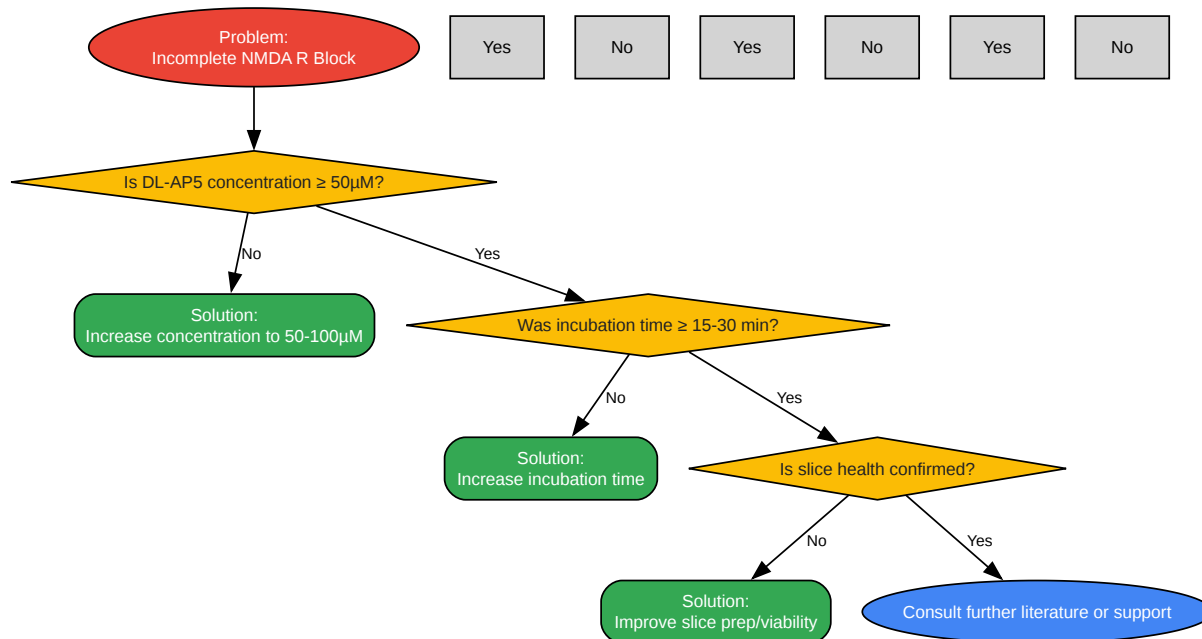 Problem:
Incomplete NMDA R Block
Yes
No
Yes
No
Yes
No
Is DL-AP5 concentration ≥ 50µM?
No
Yes
Solution:
Increase concentration to 50-100µM
Was incubation time ≥ 15-30 min?
No
Yes
Solution:
Increase incubation time
Is slice health confirmed?
No
Yes
Solution:
Improve slice prep/viability
Consult further literature or support